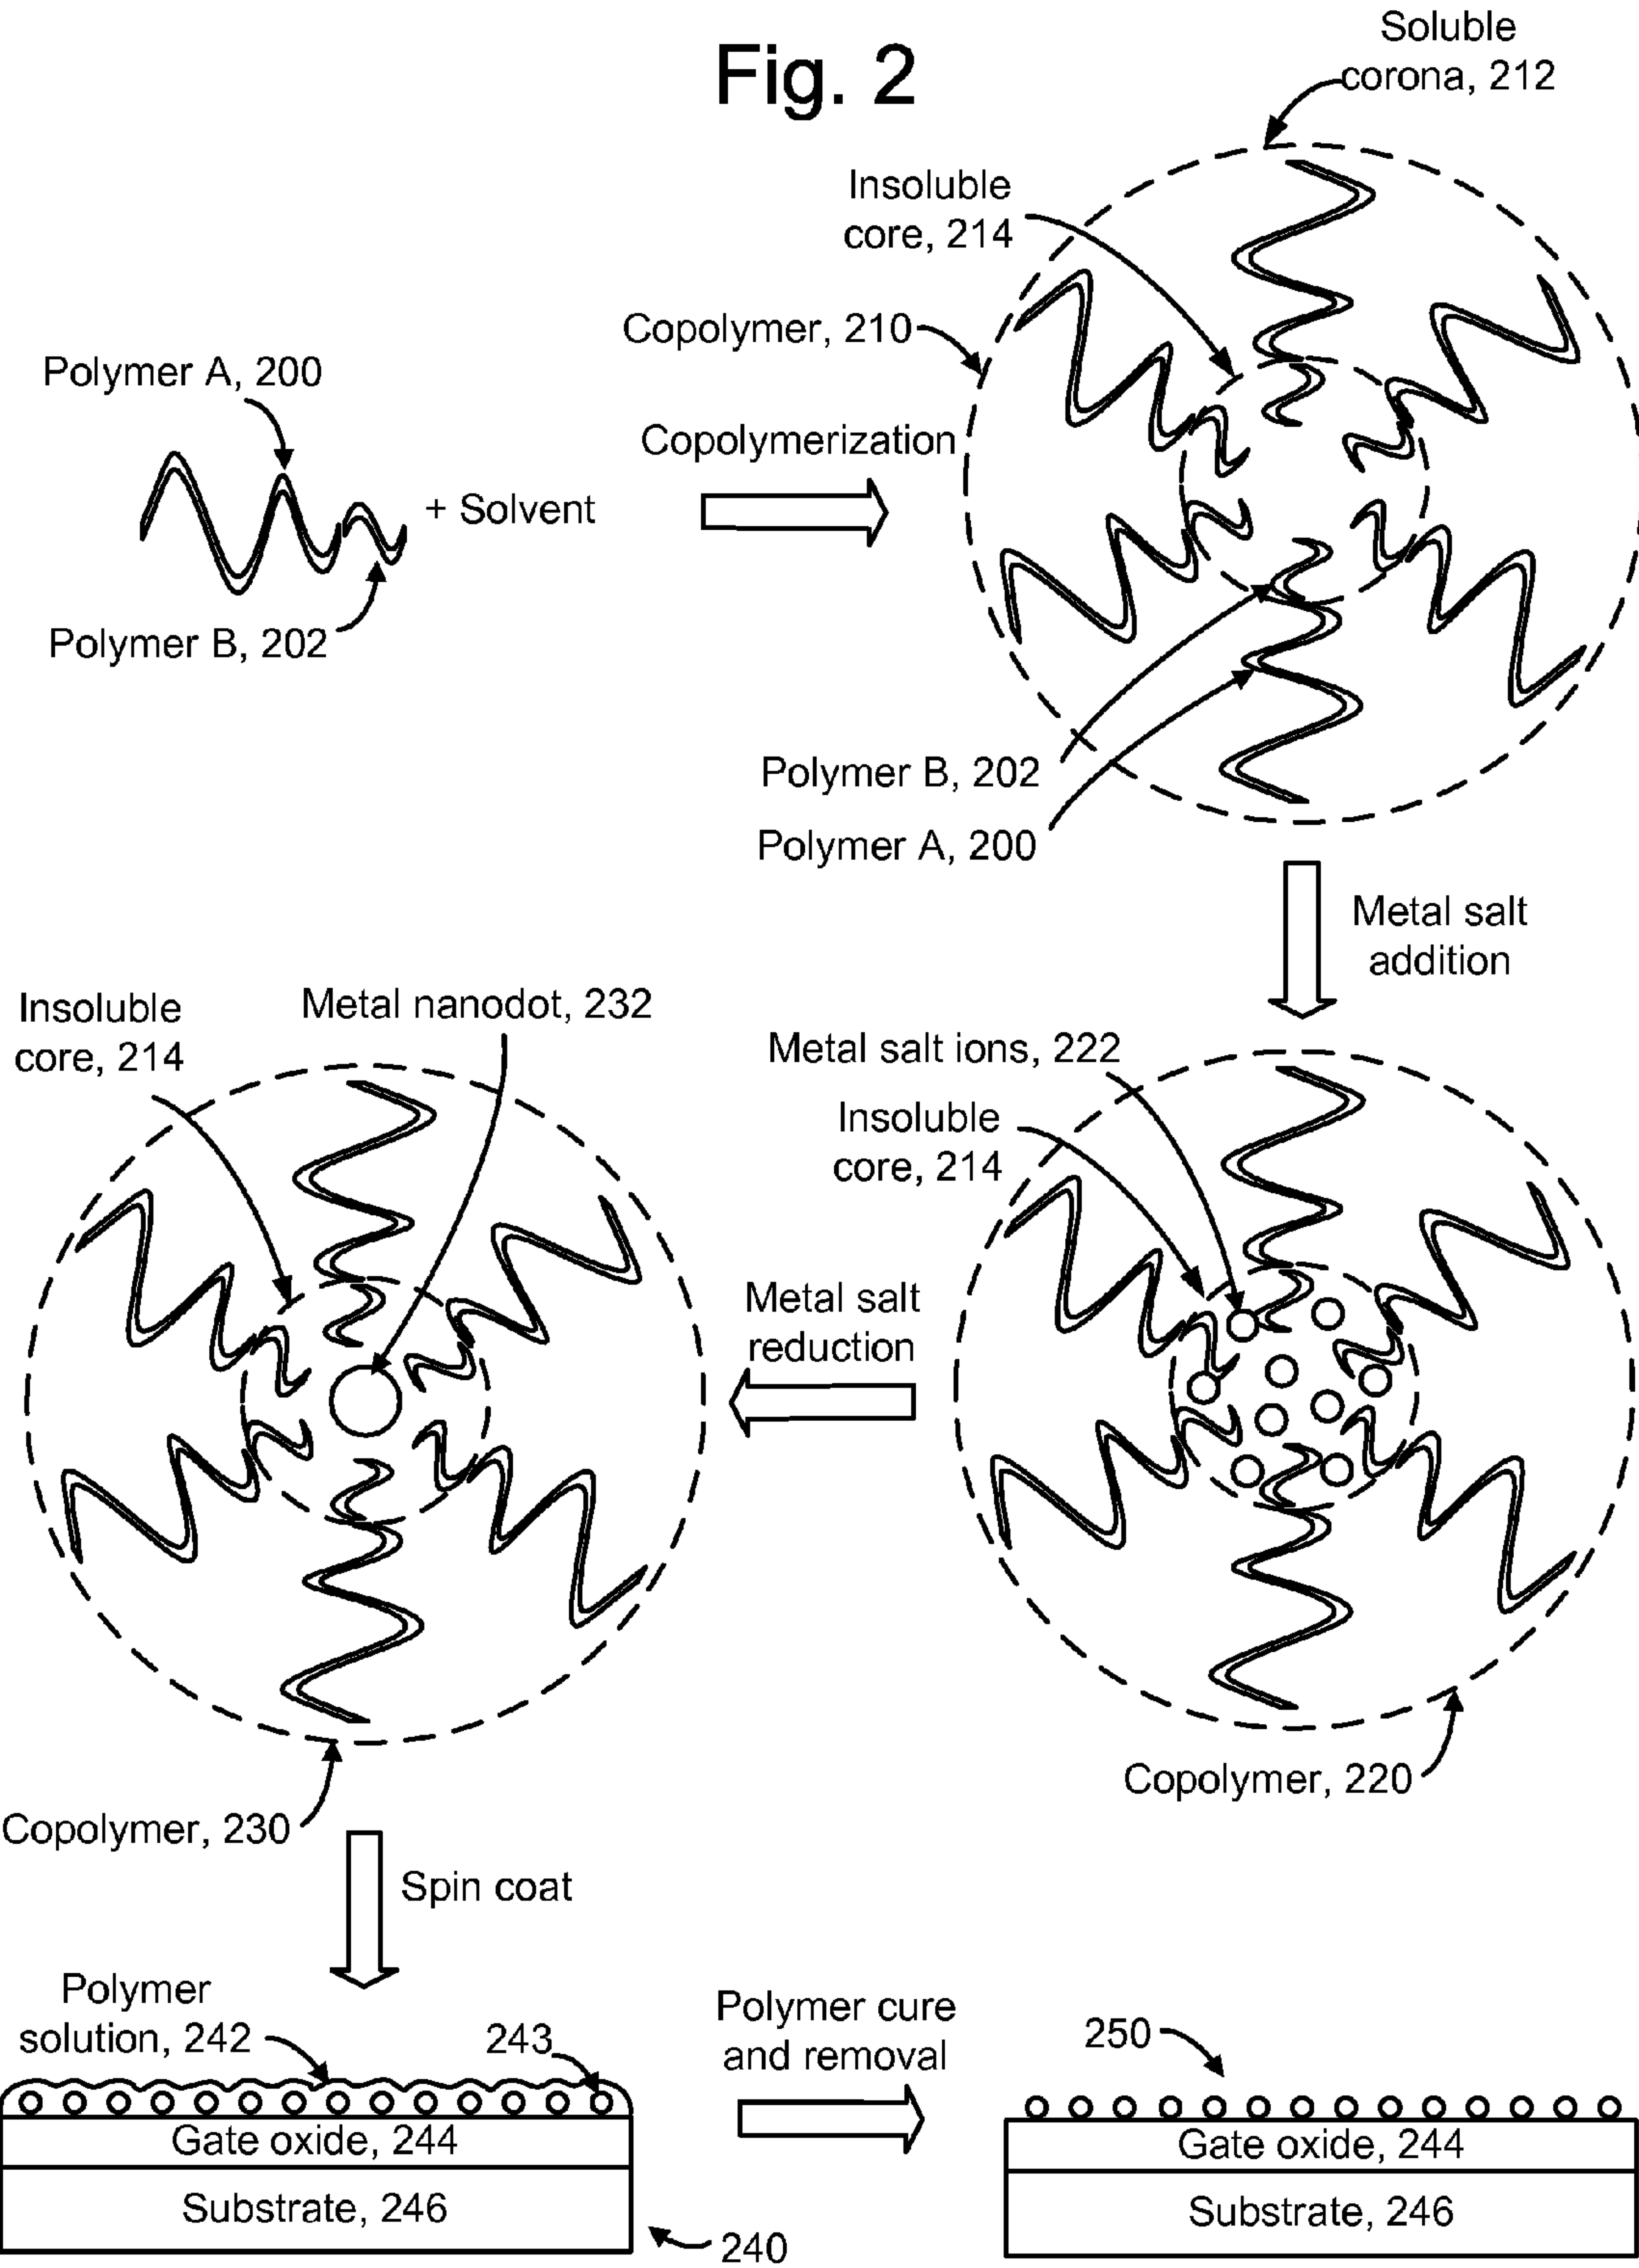 Fig. 2
Soluble
corona, 212
Insoluble
core, 214
Copolymer, 210
Polymer A, 200
+ Solvent
Polymer B, 202
Copolymerization
Polymer B, 202
Polymer A, 200
Metal salt
addition
Metal salt ions, 222
Insoluble
core, 214
Copolymer, 220
Metal salt
reduction
Insoluble
core, 214
Metal nanodot, 232
Copolymer, 230
Spin coat
Polymer
solution, 242
243
Gate oxide, 244
Substrate, 246
240
Polymer cure
and removal
250
Gate oxide, 244
Substrate, 246